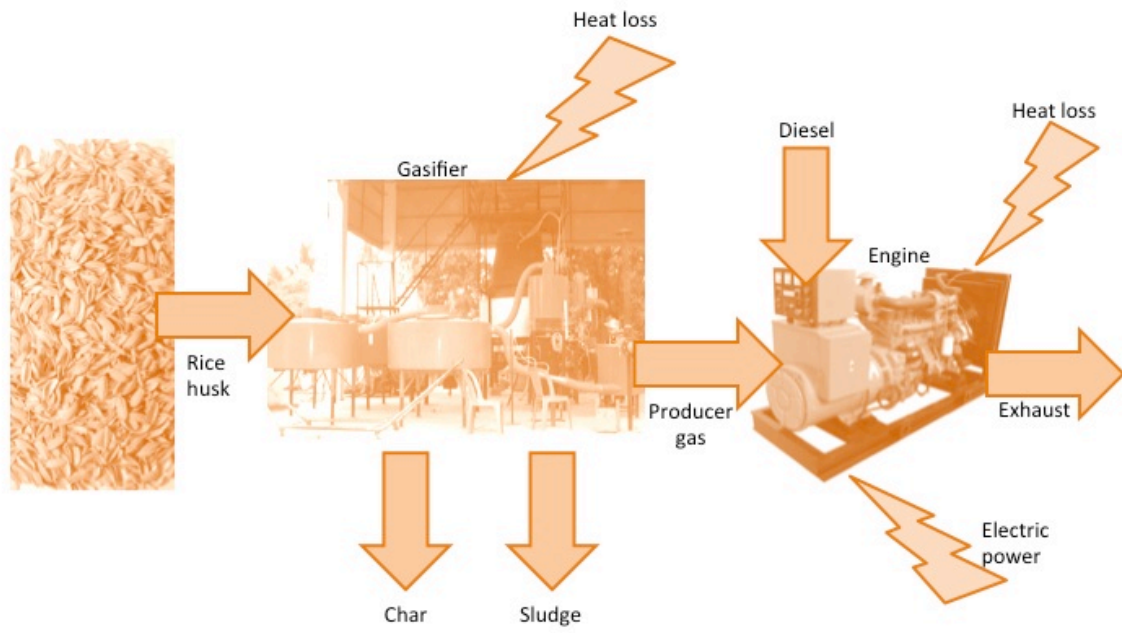 Heat loss
Heat loss
Diesel
Gasifier
Engine
Rice
husk
Producer
gas
Exhaust
Electric
power
Char
Sludge